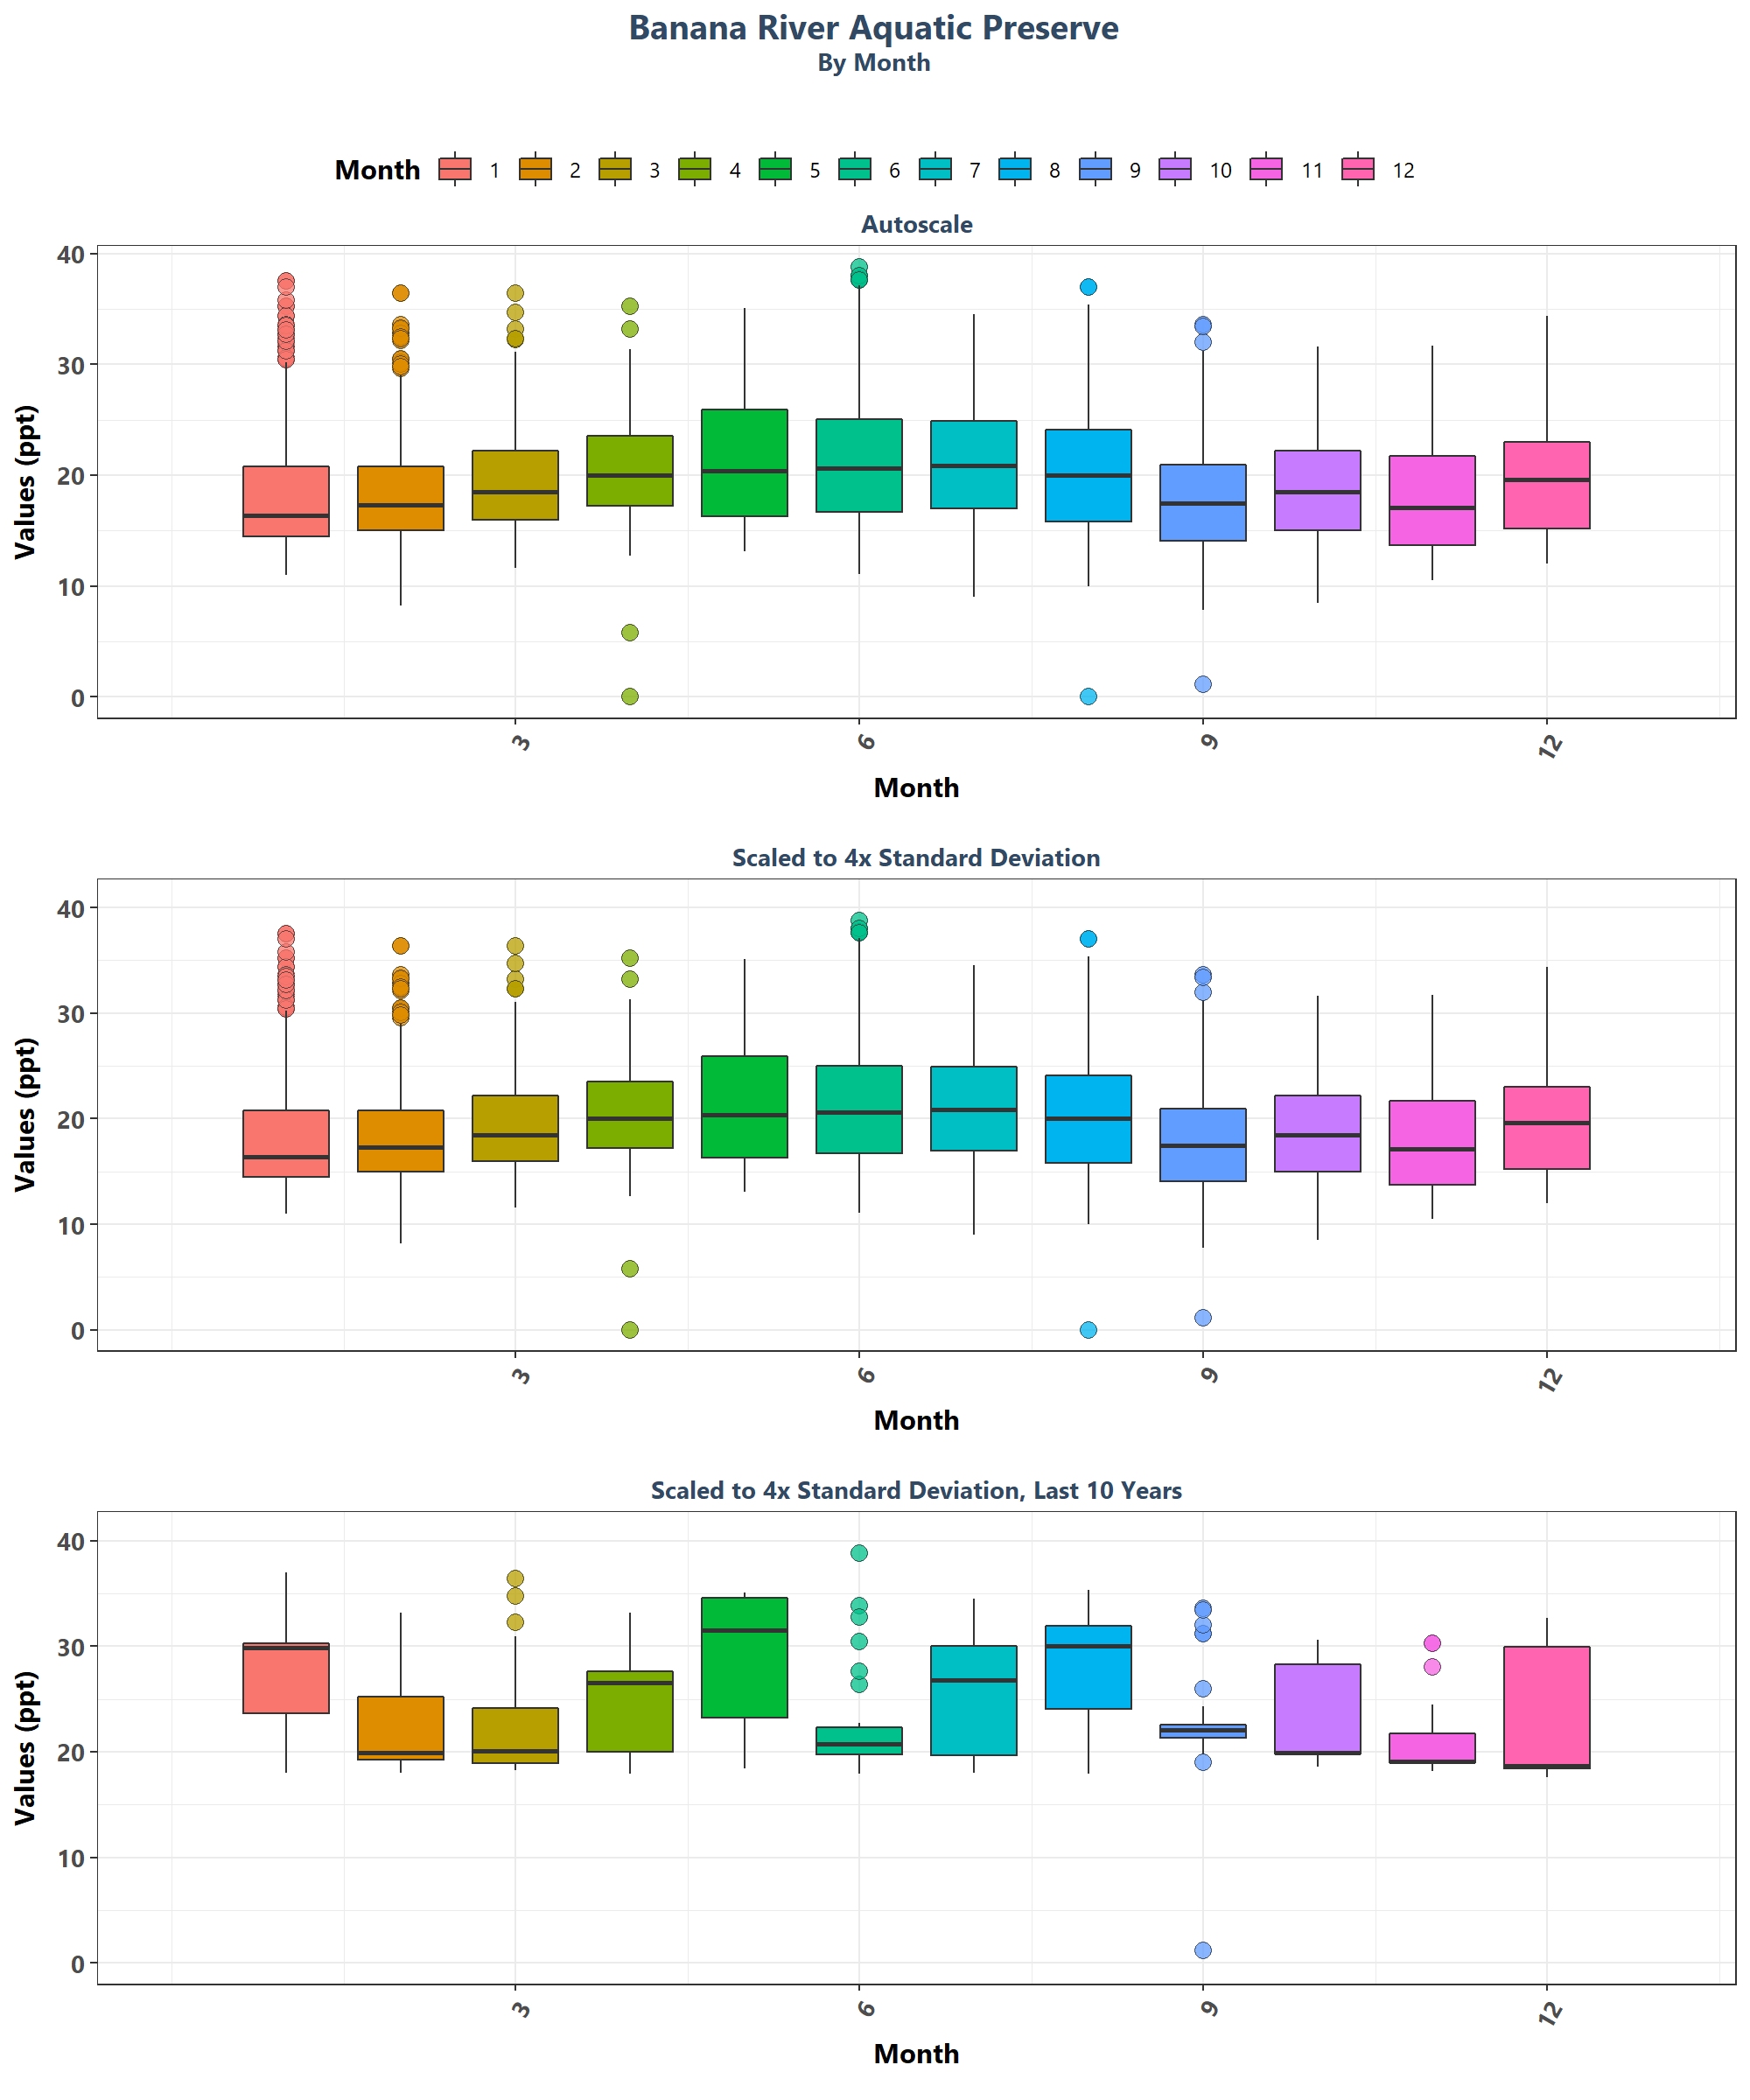 Banana River Aquatic Preserve
By Month
Month 1 2 3 4 5 6 7 8 9 10 11 12
Autoscale
40
30
20
10
0
Values (ppt)
3 6 9 12
Month
Scaled to 4x Standard Deviation
40
30
20
10
0
Values (ppt)
3 6 9 12
Month
Scaled to 4x Standard Deviation, Last 10 Years
40
30
20
10
0
Values (ppt)
3 6 9 12
Month